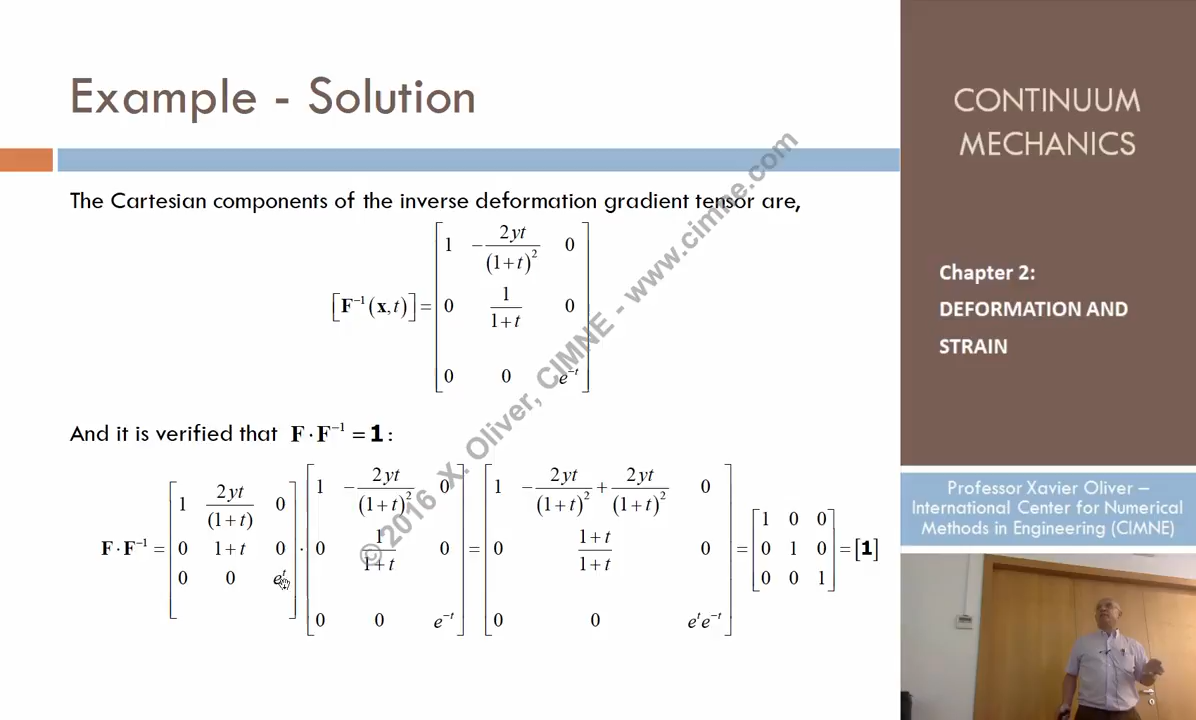 Example - Solution
The Cartesian components of the inverse deformation gradient tensor are,
[F⁻¹(x,t)] = [1 −2yt/(1+t)² 0
0 1/(1+t) 0
0 0 e⁻ᵗ]
And it is verified that F · F⁻¹ = 1 :
F · F⁻¹ = [1 2yt/(1+t) 0; 0 1+t 0; 0 0 eᵗ] · [1 −2yt/(1+t)² 0; 0 1/(1+t) 0; 0 0 e⁻ᵗ] = [1 −2yt/(1+t)² + 2yt/(1+t)² 0; 0 (1+t)/(1+t) 0; 0 0 eᵗe⁻ᵗ] = [1 0 0; 0 1 0; 0 0 1] = [1]
© 2016 X. Oliver, CIMNE - www.cimne.com
CONTINUUM
MECHANICS
Chapter 2:
DEFORMATION AND
STRAIN
Professor Xavier Oliver –
International Center for Numerical
Methods in Engineering (CIMNE)